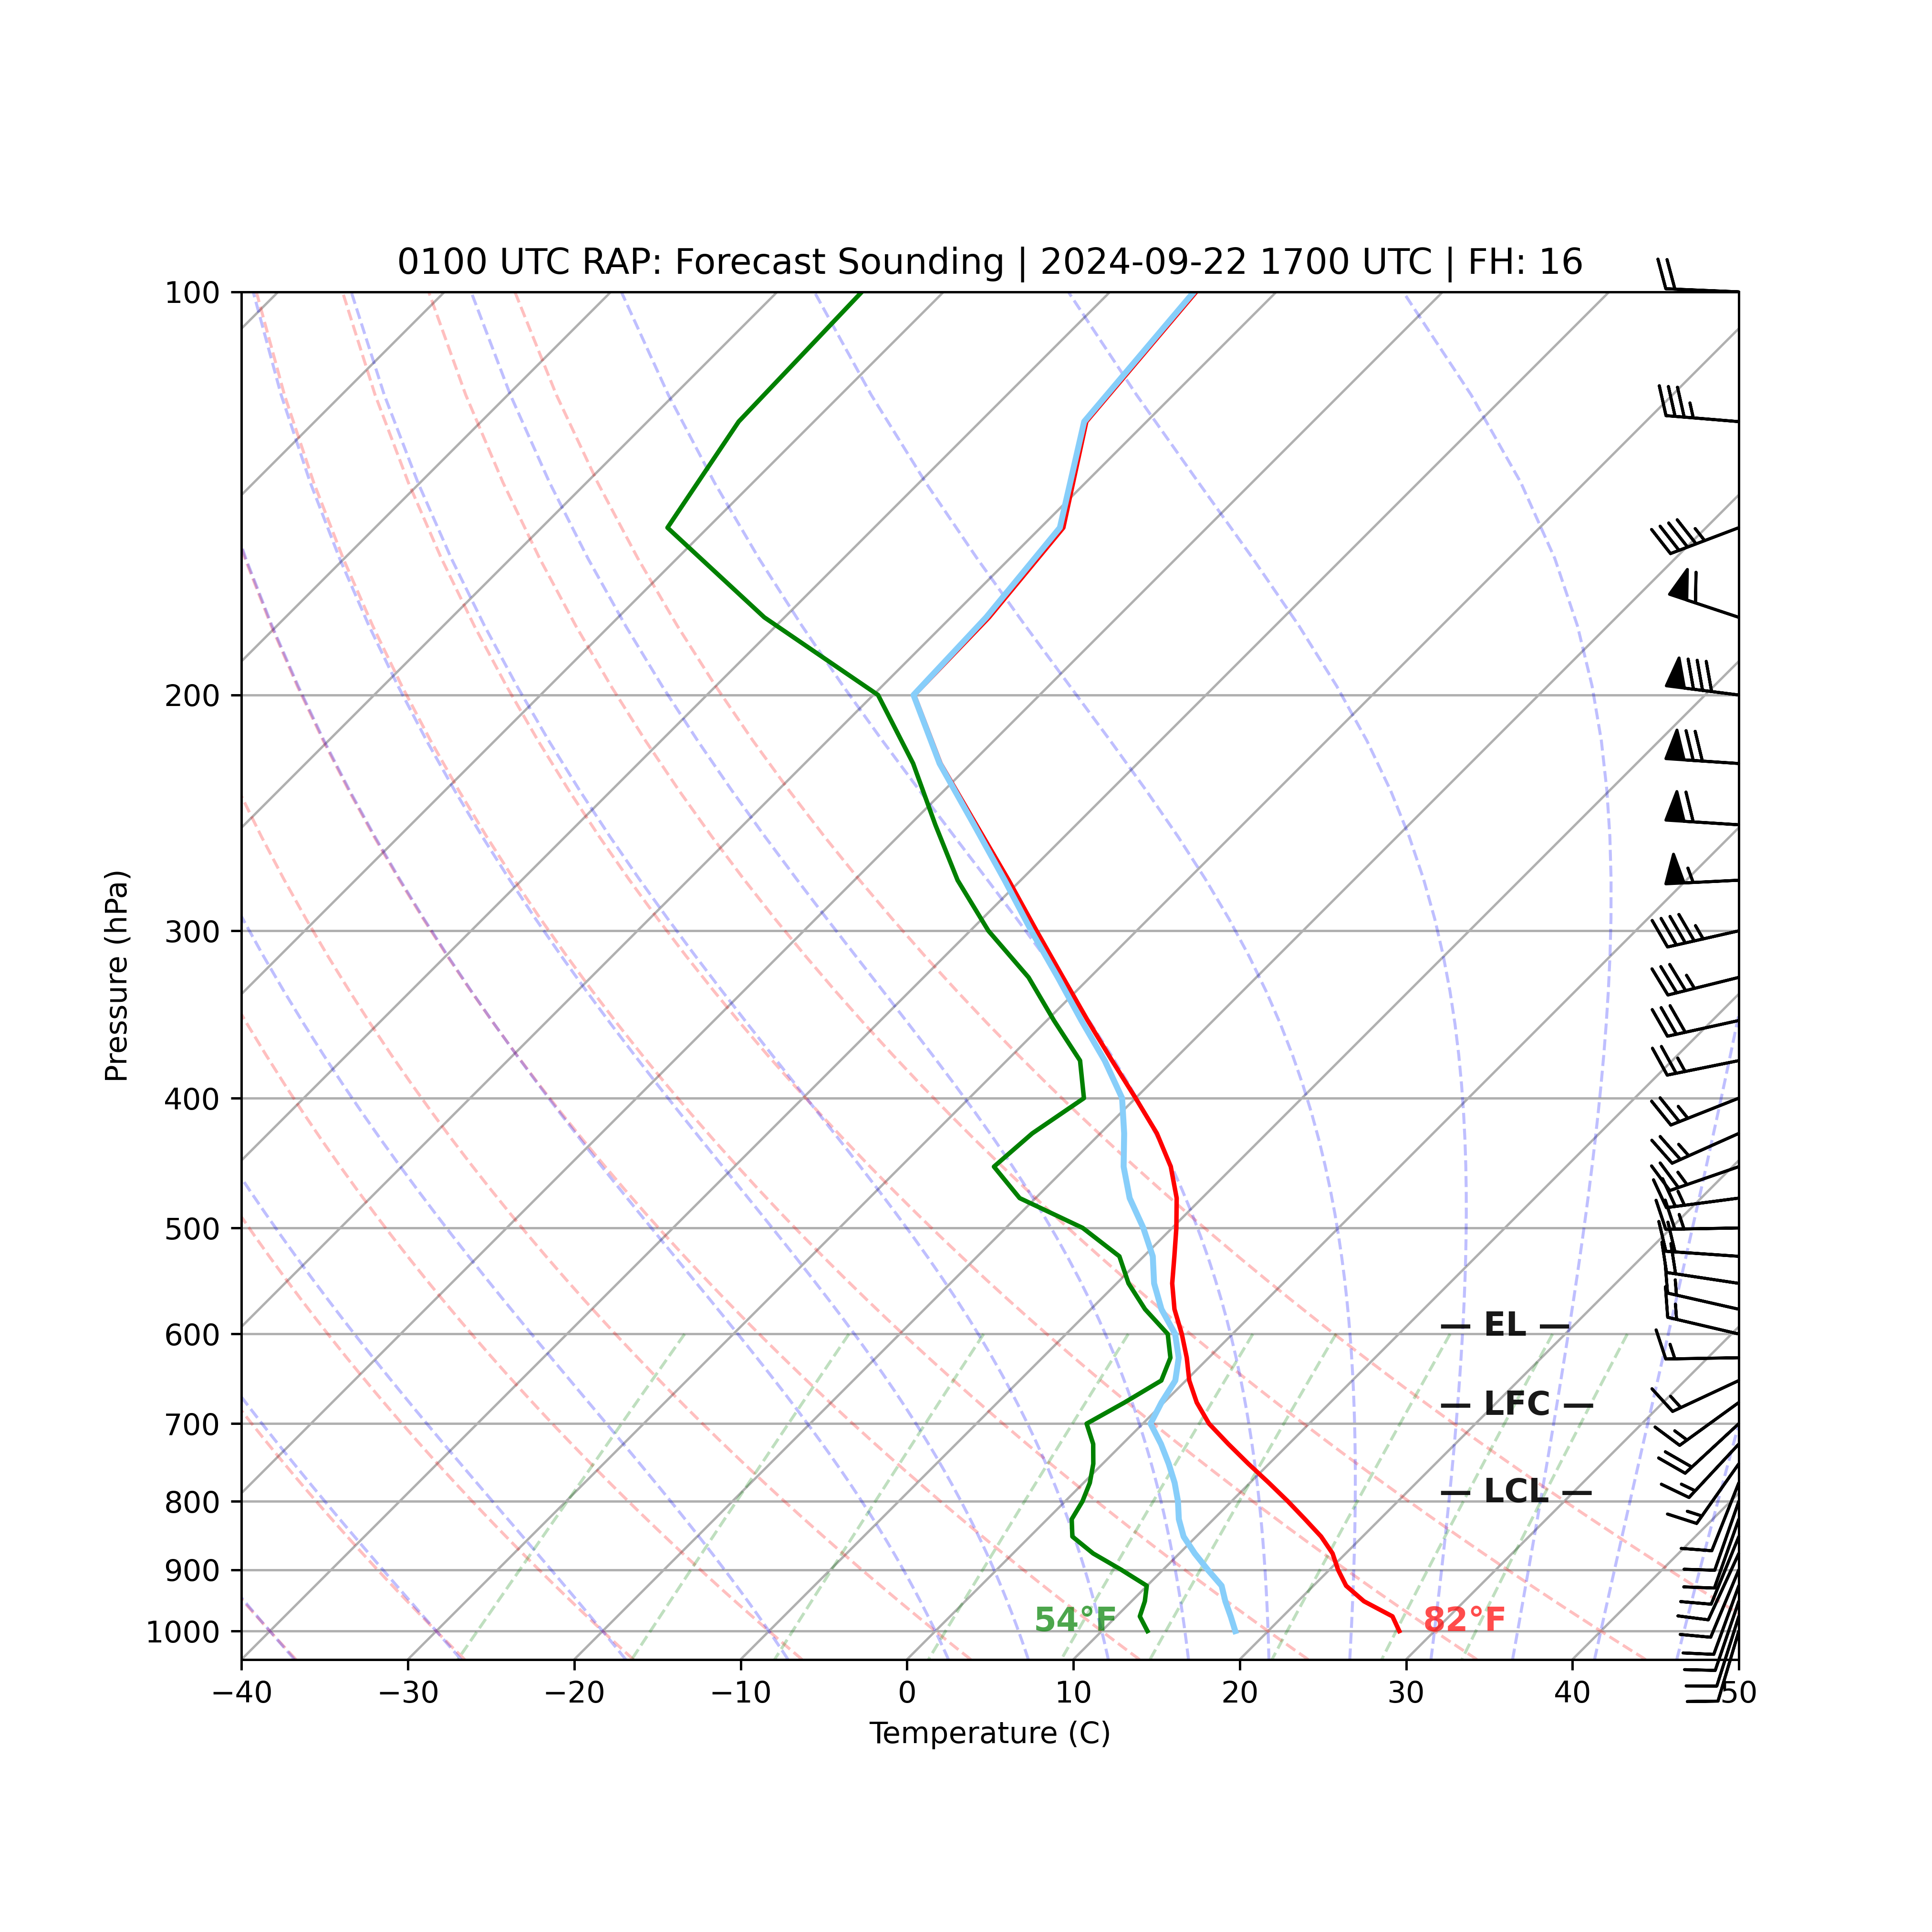 0100 UTC RAP: Forecast Sounding | 2024-09-22 1700 UTC | FH: 16
100
200
300
400
500
600
700
800
900
1000
Pressure (hPa)
— EL —
— LFC —
— LCL —
54°F
82°F
−40 −30 −20 −10 0 10 20 30 40 50
Temperature (C)